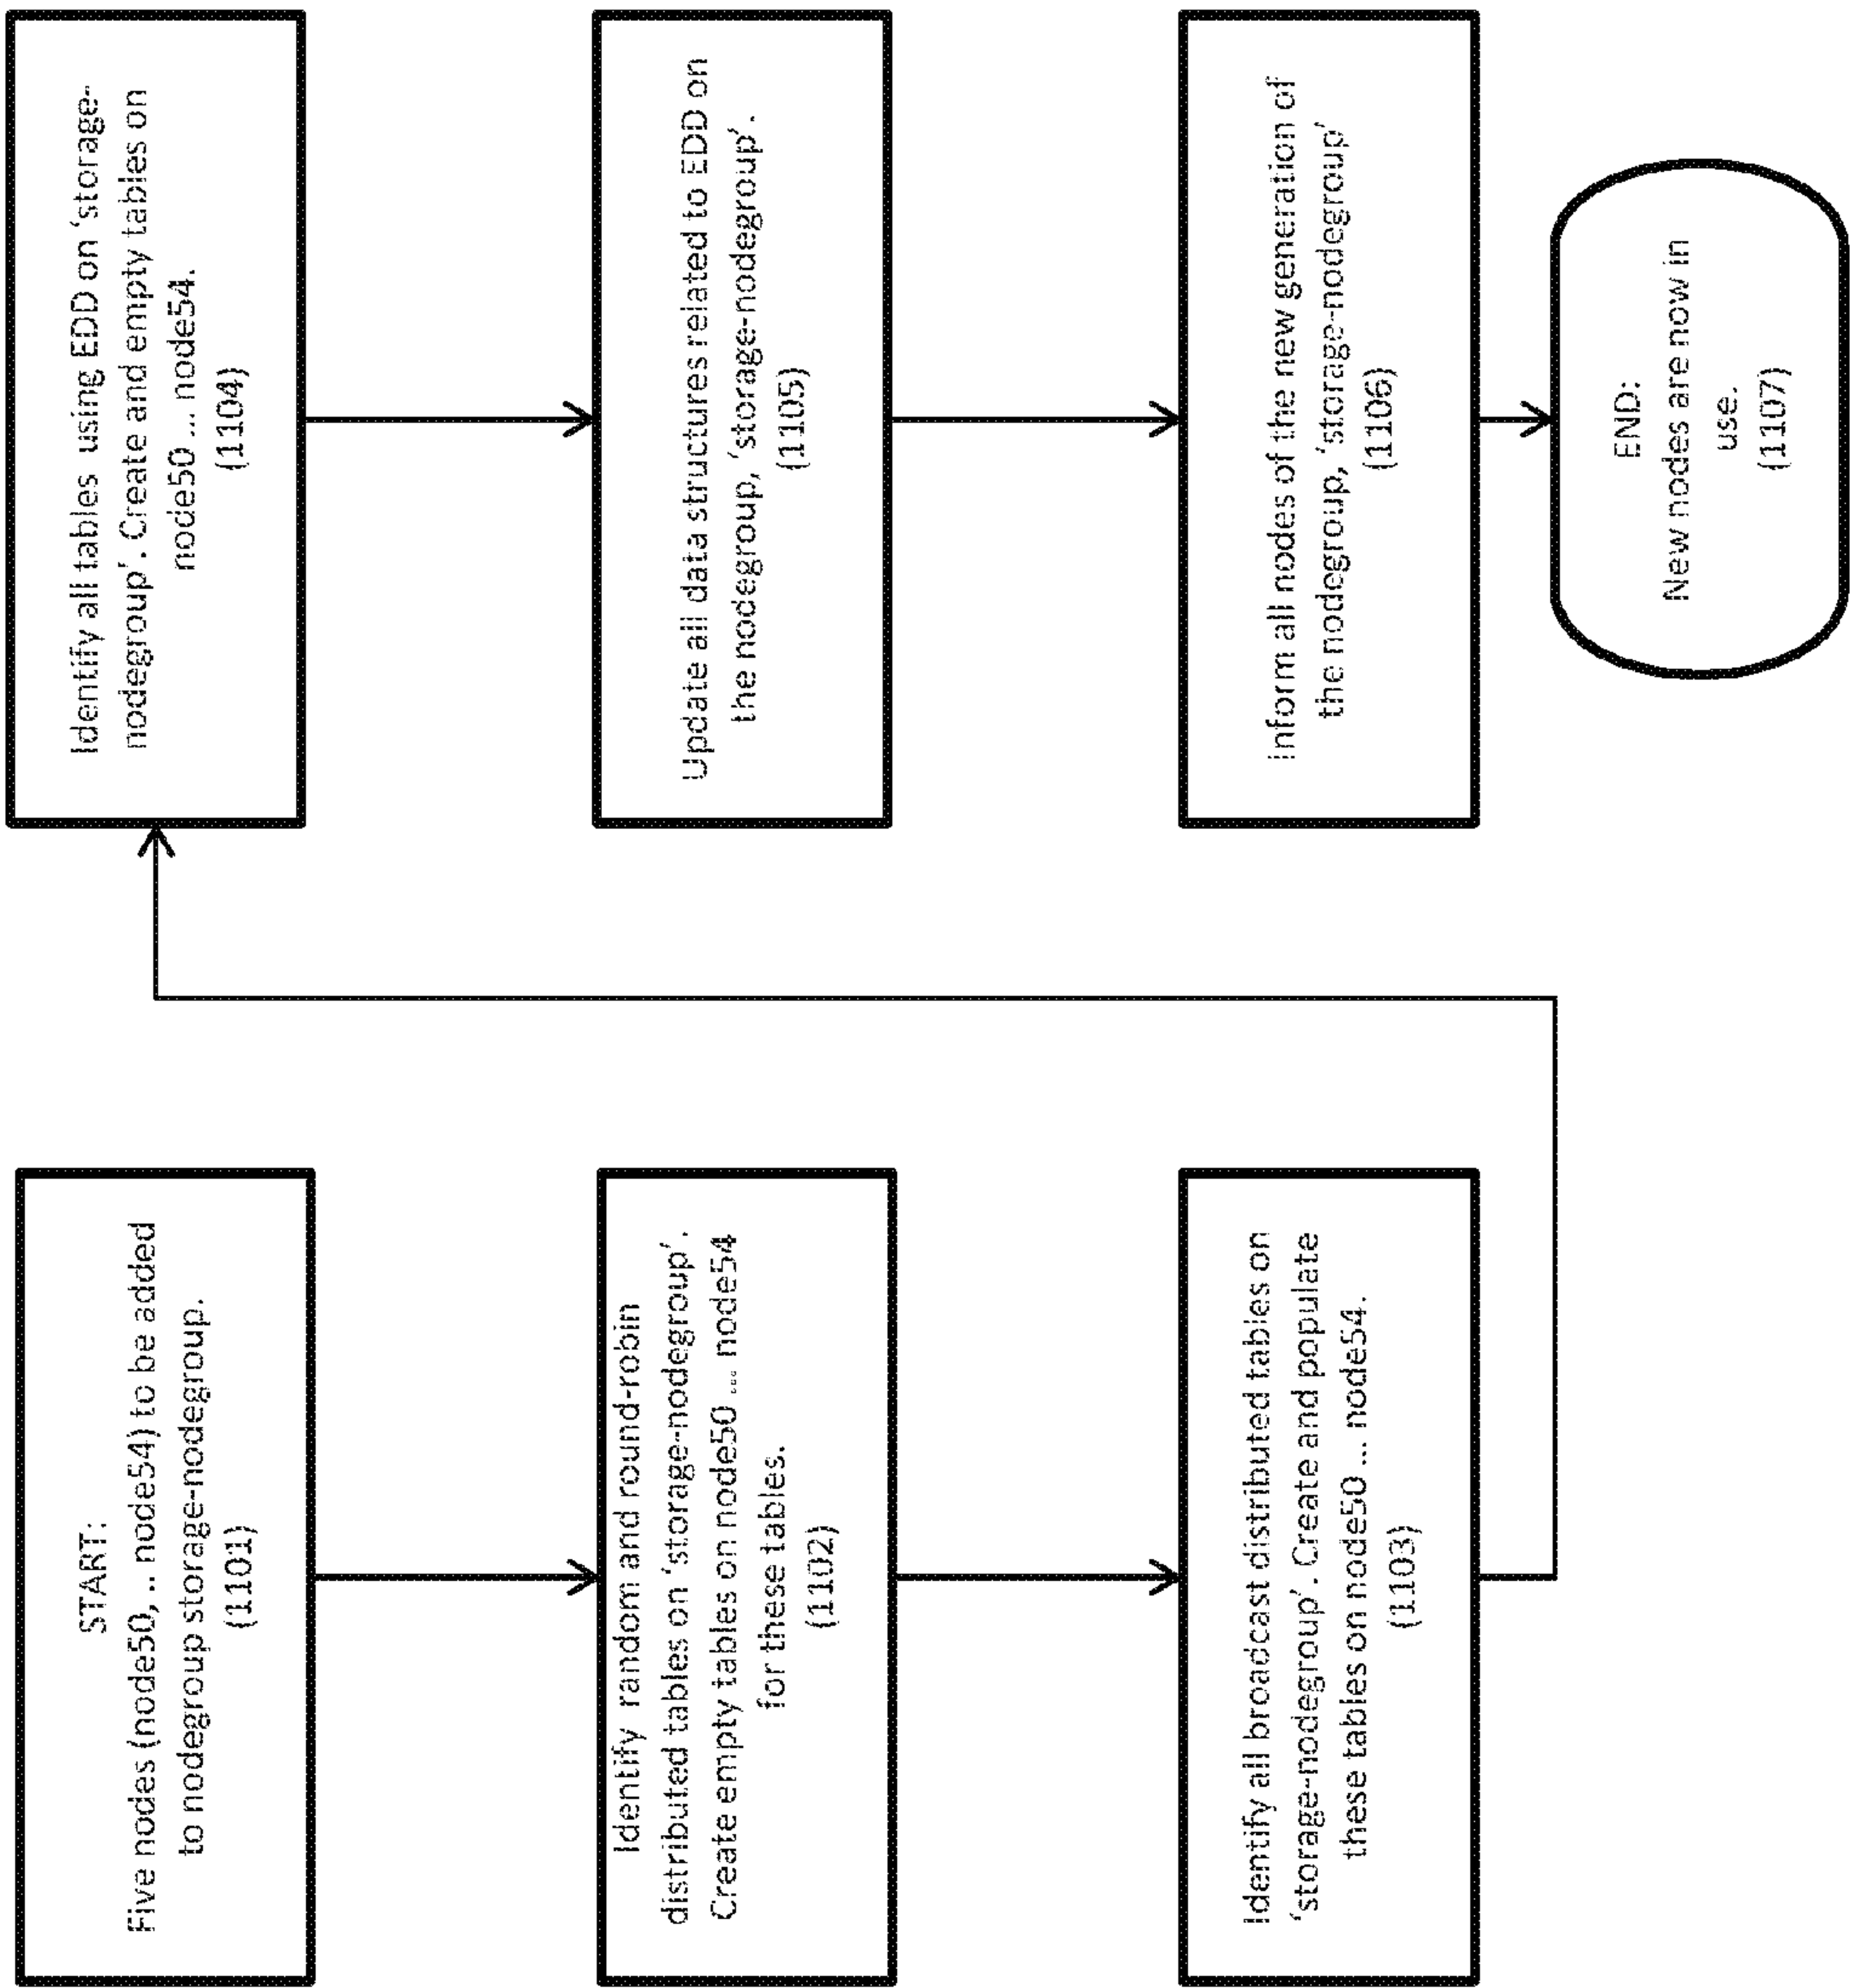 START:
Five nodes (node50, .. node54) to be added
to nodegroup storage-nodegroup.
(1101)
Identify random and round-robin
distributed tables on 'storage-nodegroup'.
Create empty tables on node50 ... node54
for these tables.
(1102)
Identify all broadcast distributed tables on
'storage-nodegroup'. Create and populate
these tables on node50 ... node54.
(1103)
Identify all tables using EDD on 'storage-
nodegroup'. Create and empty tables on
node50 ... node54.
(1104)
Update all data structures related to EDD on
the nodegroup, 'storage-nodegroup'.
(1105)
Inform all nodes of the new generation of
the nodegroup, 'storage-nodegroup'
(1106)
END:
New nodes are now in
use.
(1107)